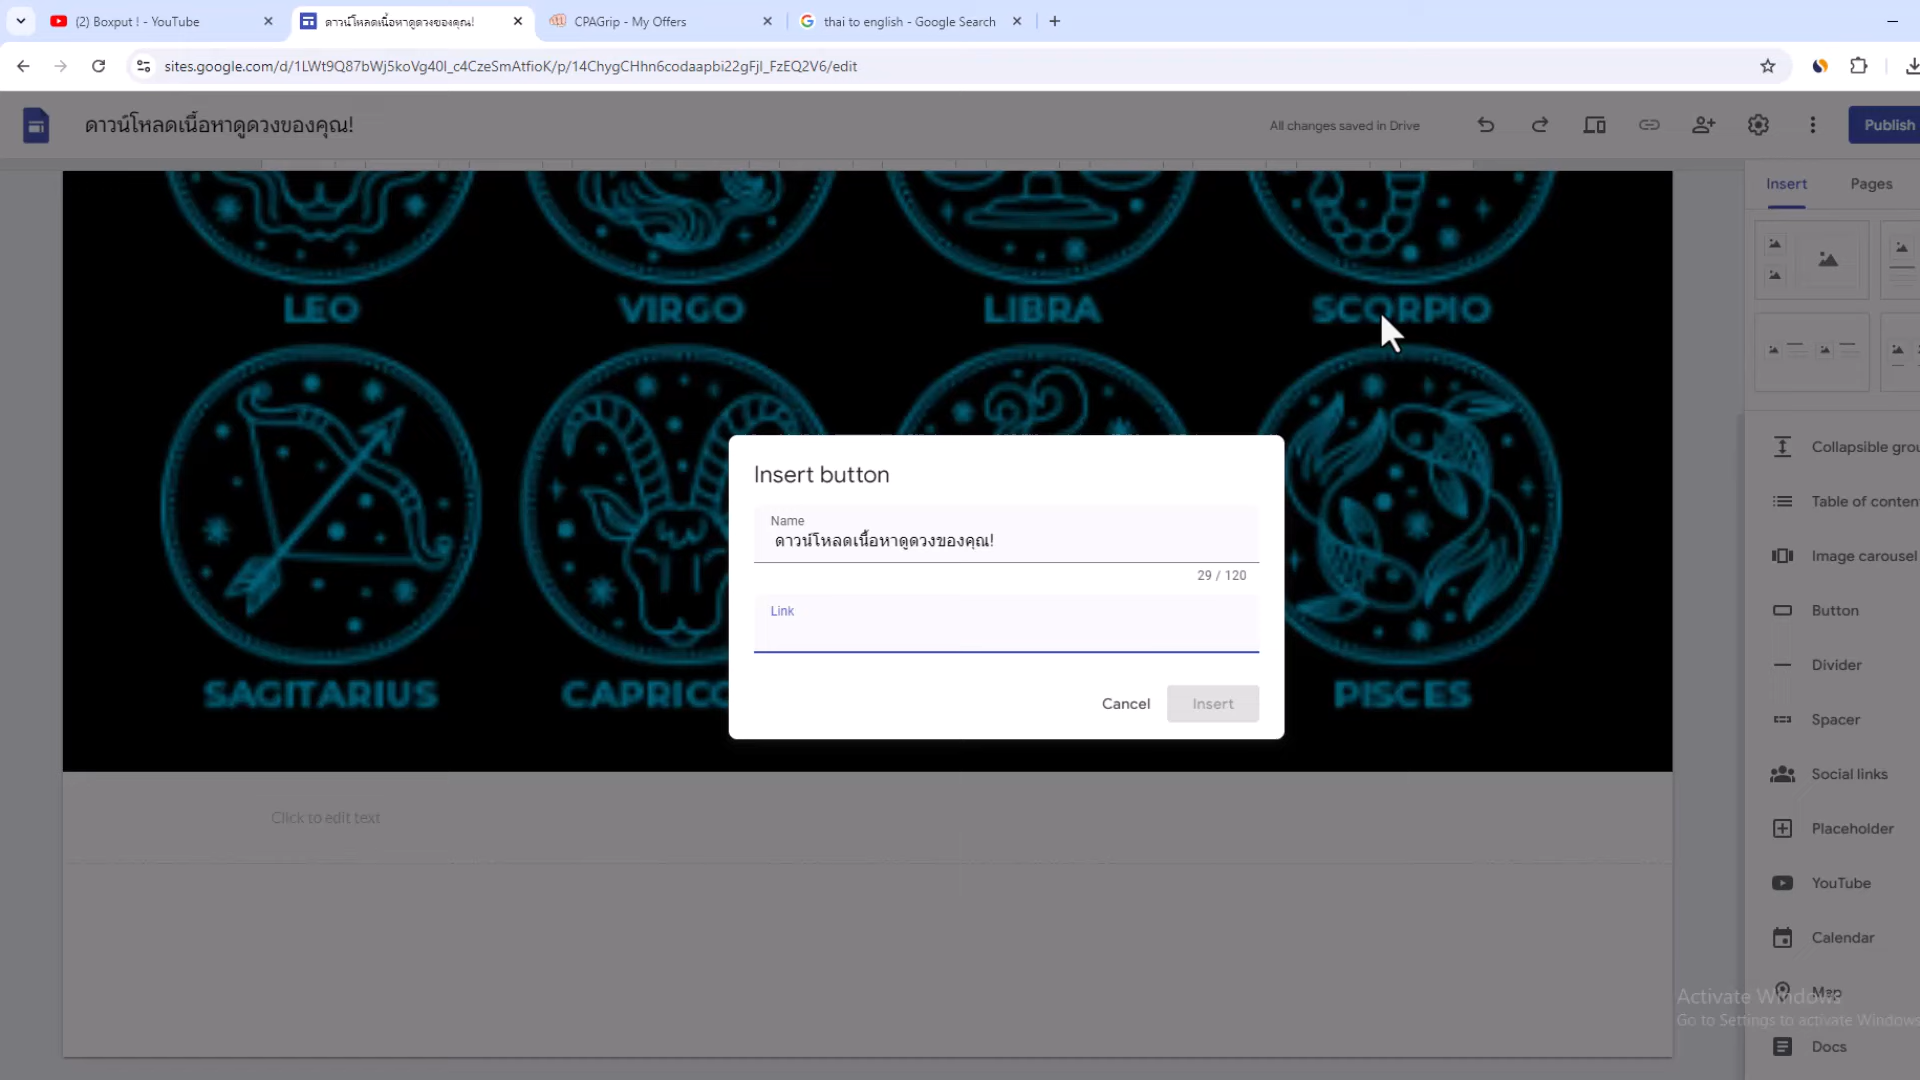 (2) Boxput ! - YouTube
ดาวน์โหลดเนื้อหาดูดวงของคุณ!
CPAGrip - My Offers
thai to english - Google Search
sites.google.com/d/1LWt9Q87bWj5koVg40l_c4CzeSmAtfioK/p/14ChygCHhn6codaapbi22gFjI_FzEQ2V6/edit
ดาวน์โหลดเนื้อหาดูดวงของคุณ!
All changes saved in Drive
Publish
Insert
Pages
LEO
VIRGO
LIBRA
SCORPIO
SAGITARIUS
CAPRICO
PISCES
Insert button
Name
ดาวน์โหลดเนื้อหาดูดวงของคุณ!
29 / 120
Link
Cancel
Insert
Click to edit text
Collapsible grou
Table of conten
Image carousel
Button
Divider
Spacer
Social links
Placeholder
YouTube
Calendar
Map
Docs
Activate Windows
Go to Settings to activate Windows